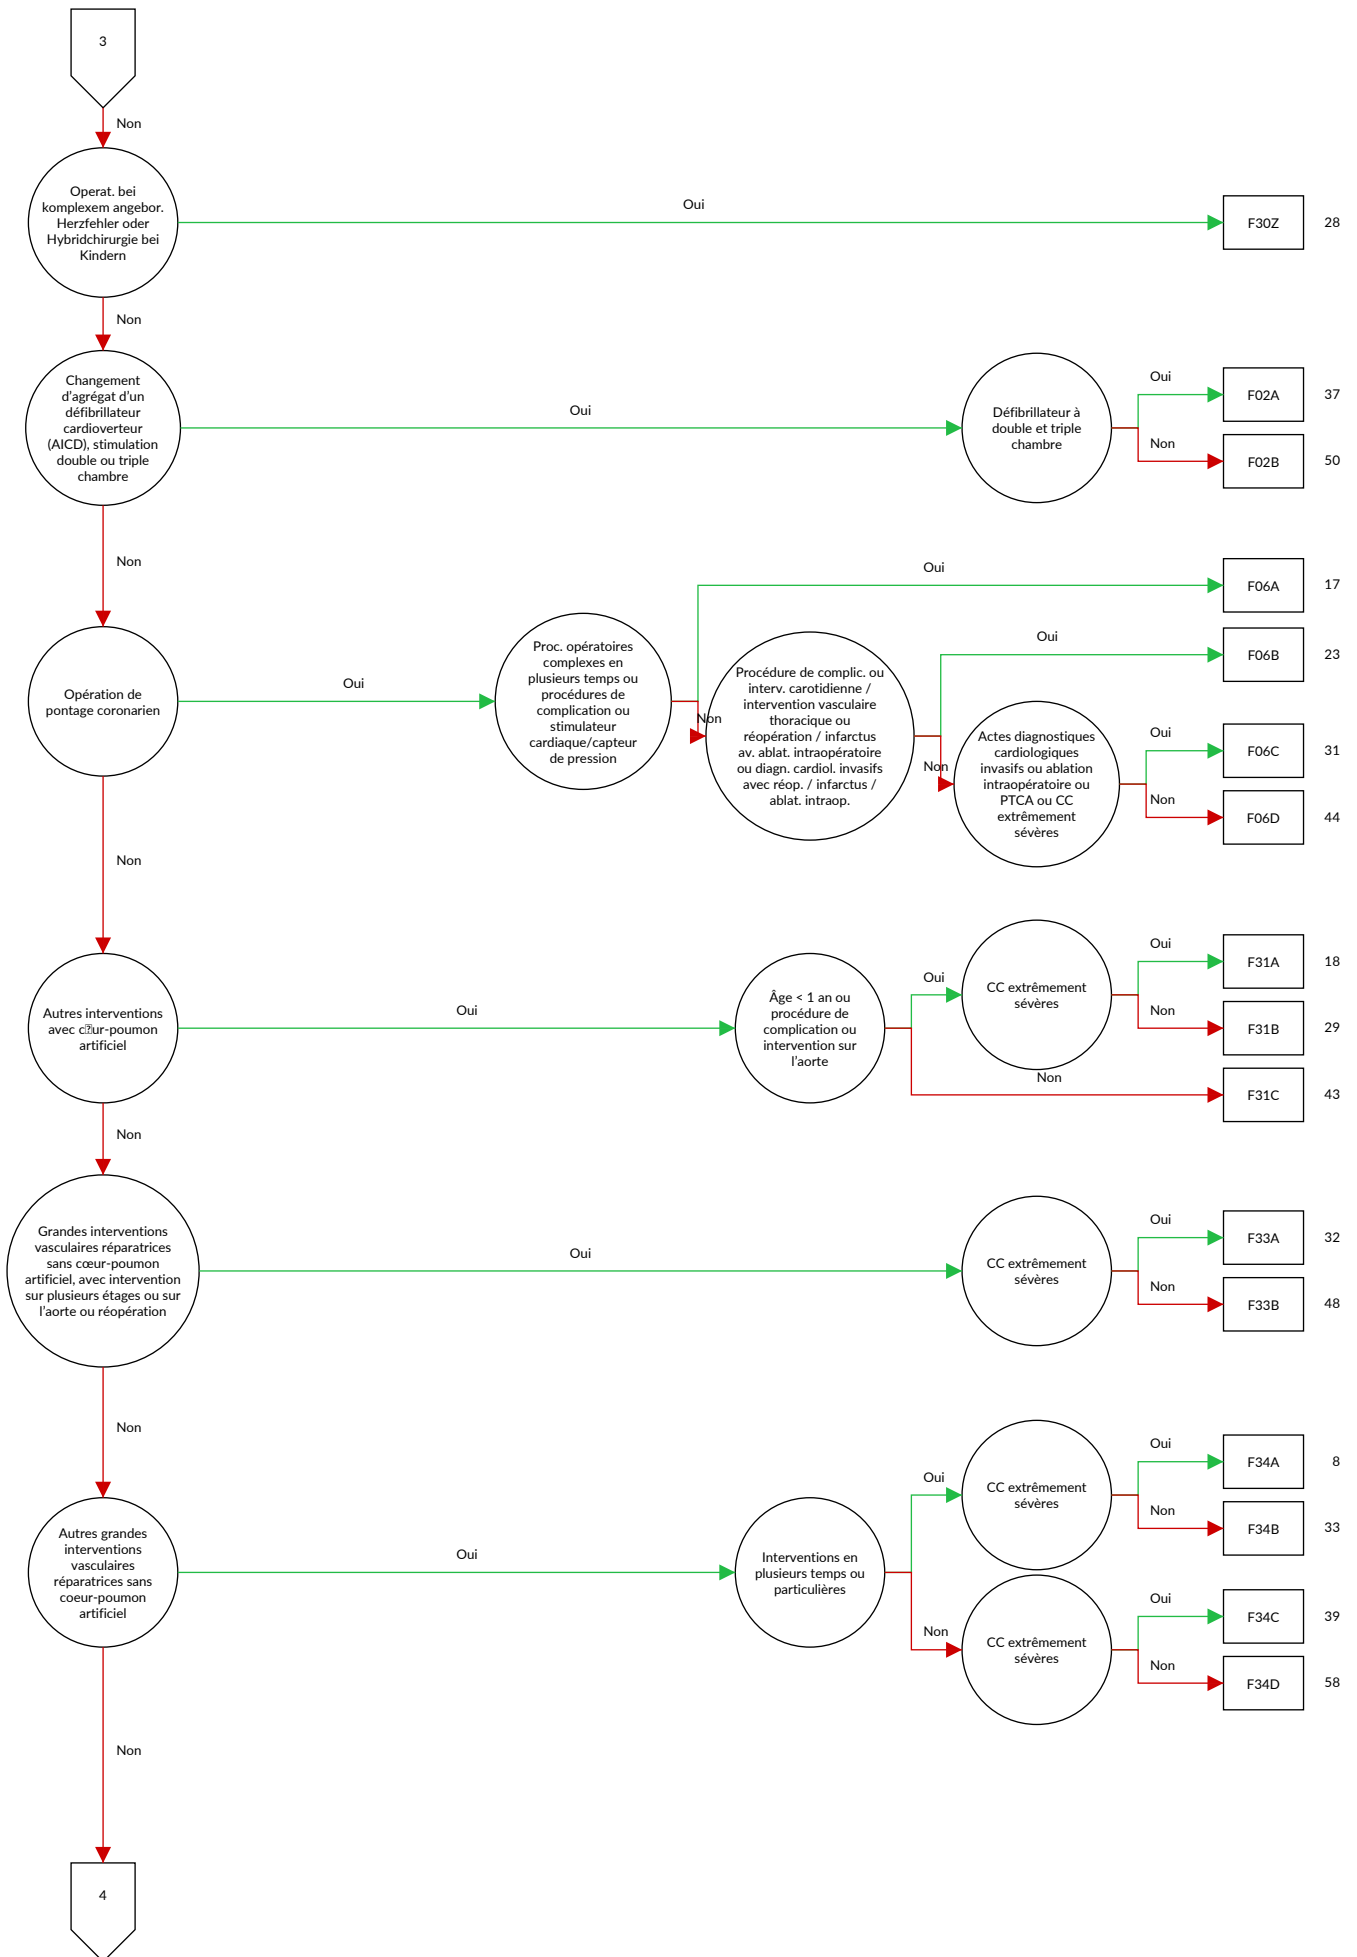 3
Non
Operat. bei
komplexem angebor.
Herzfehler oder
Hybridchirurgie bei
Kindern
Oui
F30Z
28
Non
Changement
d'agrégat d'un
défibrillateur
cardioverteur
(AICD), stimulation
double ou triple
chambre
Oui
Défibrillateur à
double et triple
chambre
Oui
F02A
37
Non
F02B
50
Non
Opération de
pontage coronarien
Oui
Proc. opératoires
complexes en
plusieurs temps ou
procédures de
complication ou
stimulateur
cardiaque/capteur
de pression
Oui
F06A
17
Non
Procédure de complic. ou
interv. carotidienne /
intervention vasculaire
thoracique ou
réopération / infarctus
av. ablat. intraopératoire
ou diagn. cardiol. invasifs
avec réop. / infarctus /
ablat. intraop.
Oui
F06B
23
Non
Actes diagnostiques
cardiologiques
invasifs ou ablation
intraopératoire ou
PTCA ou CC
extrêmement
sévères
Oui
F06C
31
Non
F06D
44
Non
Autres interventions
avec c�ur-poumon
artificiel
Oui
Âge < 1 an ou
procédure de
complication ou
intervention sur
l'aorte
Oui
CC extrêmement
sévères
Oui
F31A
18
Non
F31B
29
Non
F31C
43
Non
Grandes interventions
vasculaires réparatrices
sans cœur-poumon
artificiel, avec intervention
sur plusieurs étages ou sur
l'aorte ou réopération
Oui
CC extrêmement
sévères
Oui
F33A
32
Non
F33B
48
Non
Autres grandes
interventions
vasculaires
réparatrices sans
coeur-poumon
artificiel
Oui
Interventions en
plusieurs temps ou
particulières
Oui
CC extrêmement
sévères
Oui
F34A
8
Non
F34B
33
Non
CC extrêmement
sévères
Oui
F34C
39
Non
F34D
58
Non
4